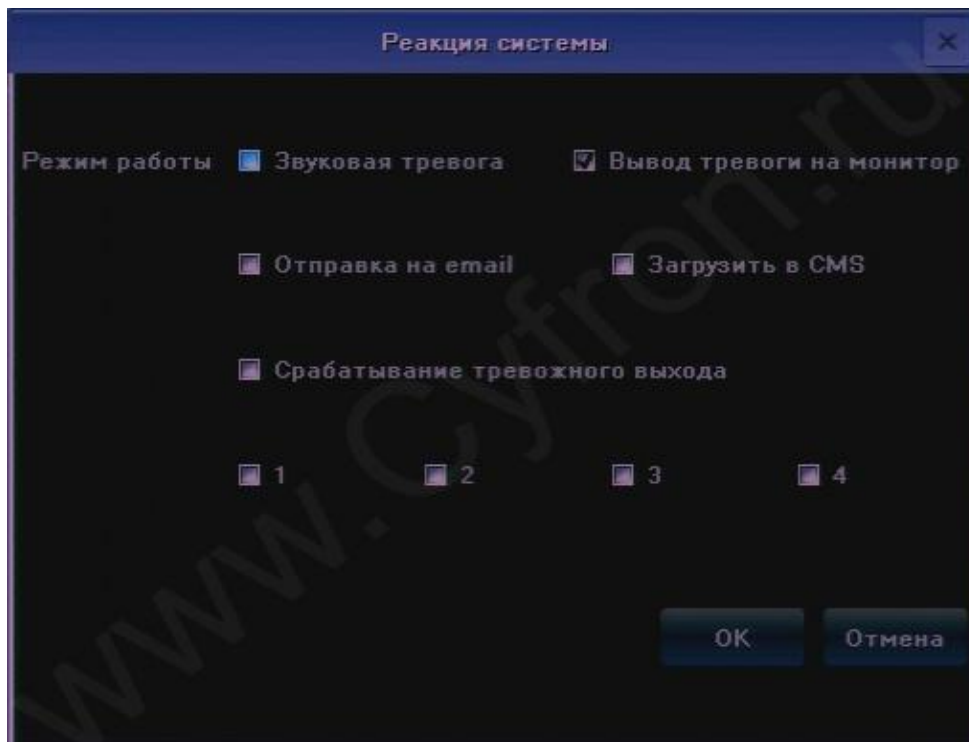 Реакция системы
Режим работы Звуковая тревога Вывод тревоги на монитор
Отправка на email Загрузить в CMS
Срабатывание тревожного выхода
1 2 3 4
OK Отмена
www.Cyfron.ru